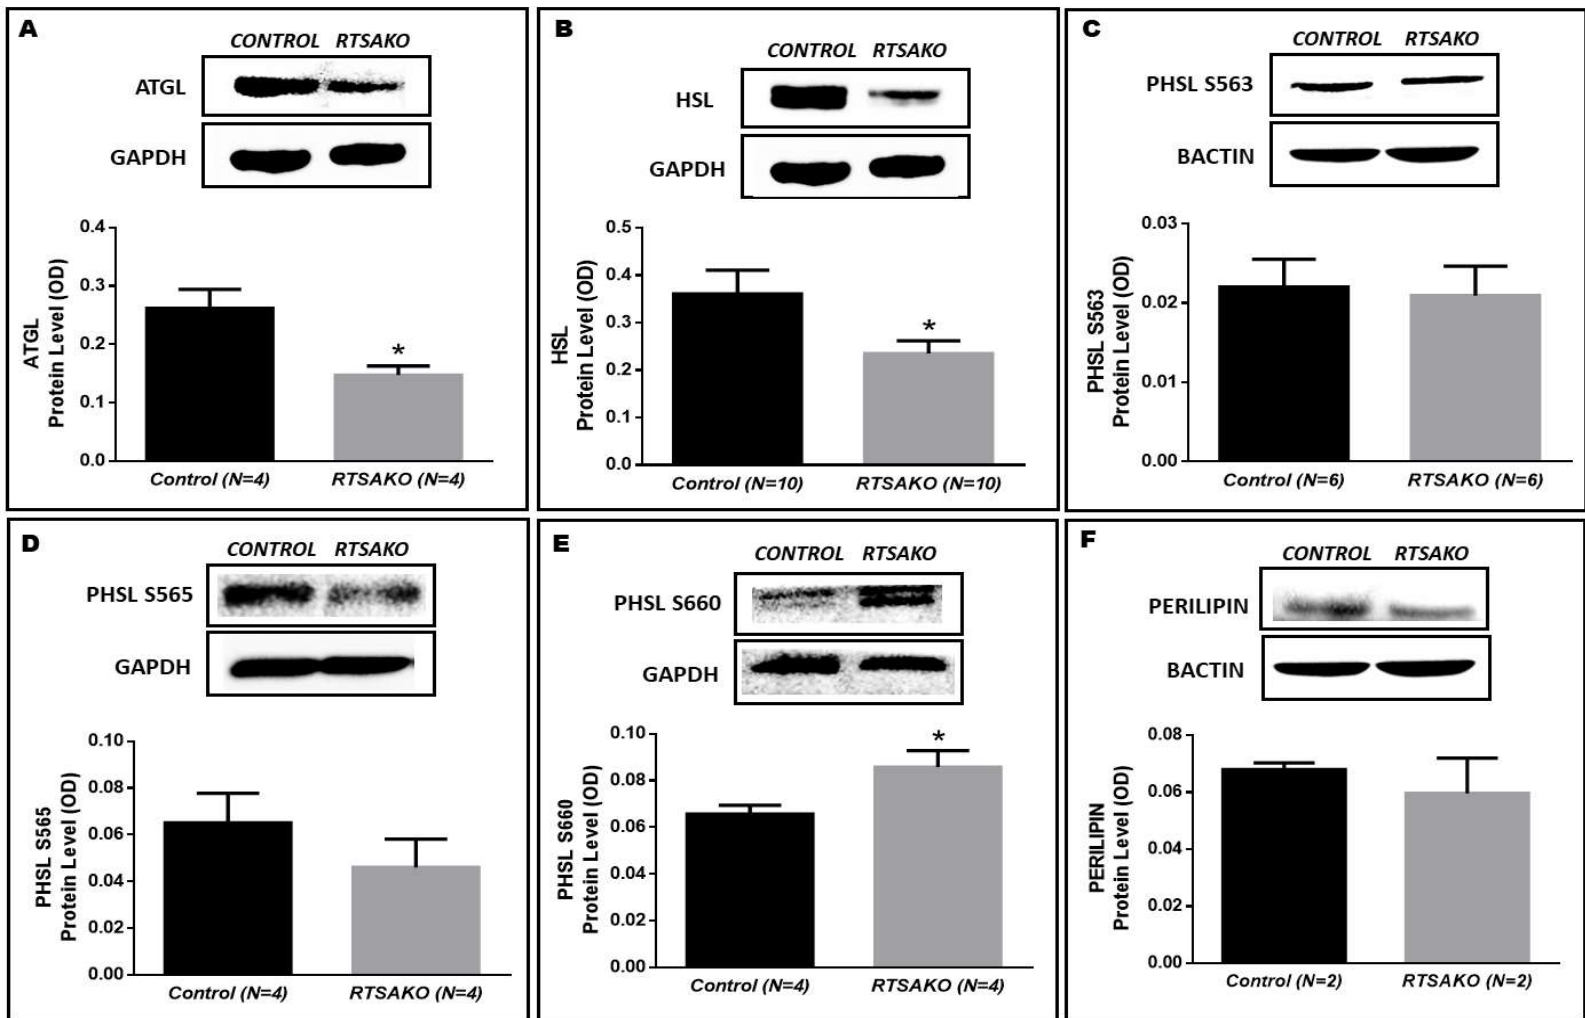 A
CONTROL RTSAKO
ATGL
GAPDH
0.4
0.3
0.2
0.1
0.0
ATGL
Protein Level (OD)
*
Control (N=4) RTSAKO (N=4)
B
CONTROL RTSAKO
HSL
GAPDH
0.5
0.4
0.3
0.2
0.1
0.0
HSL
Protein Level (OD)
*
Control (N=10) RTSAKO (N=10)
C
CONTROL RTSAKO
PHSL S563
BACTIN
0.03
0.02
0.01
0.00
PHSL S563
Protein Level (OD)
Control (N=6) RTSAKO (N=6)
D
CONTROL RTSAKO
PHSL S565
GAPDH
0.10
0.08
0.06
0.04
0.02
0.00
PHSL S565
Protein Level (OD)
Control (N=4) RTSAKO (N=4)
E
CONTROL RTSAKO
PHSL S660
GAPDH
0.10
0.08
0.06
0.04
0.02
0.00
PHSL S660
Protein Level (OD)
*
Control (N=4) RTSAKO (N=4)
F
CONTROL RTSAKO
PERILIPIN
BACTIN
0.08
0.06
0.04
0.02
0.00
PERILIPIN
Protein Level (OD)
Control (N=2) RTSAKO (N=2)